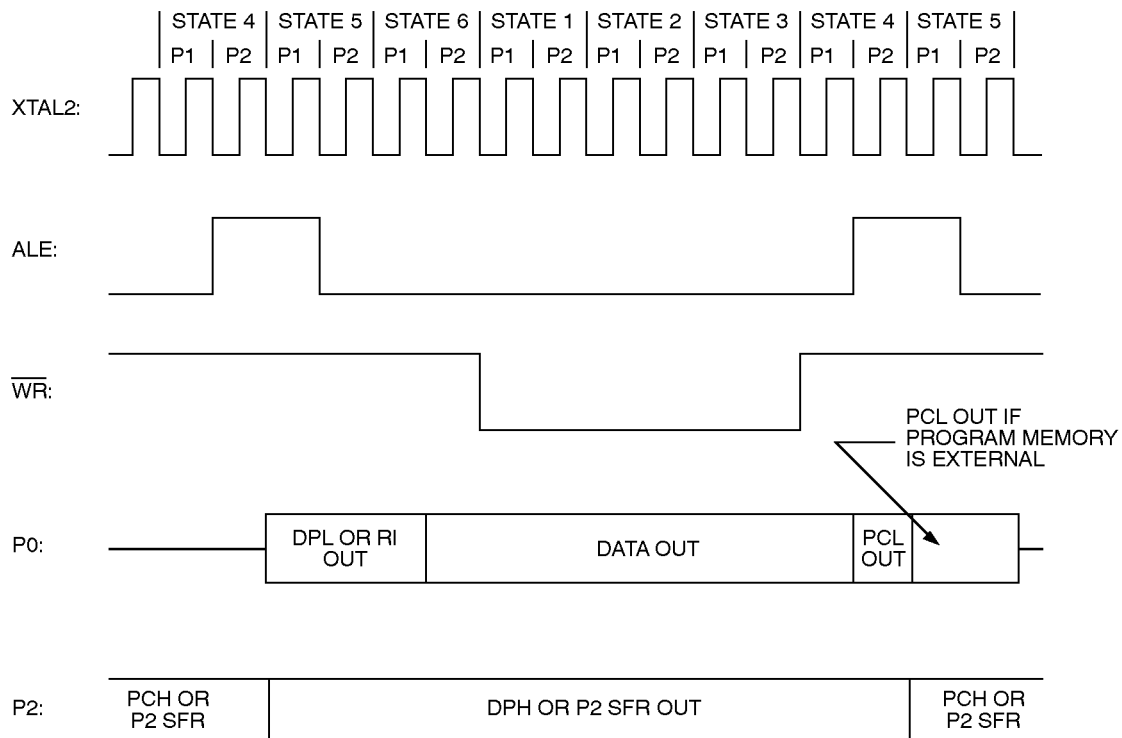 STATE 4 STATE 5 STATE 6 STATE 1 STATE 2 STATE 3 STATE 4 STATE 5
P1 P2 P1 P2 P1 P2 P1 P2 P1 P2 P1 P2 P1 P2 P1 P2
XTAL2:
ALE:
WR:
PCL OUT IF
PROGRAM MEMORY
IS EXTERNAL
P0:
DPL OR RI
OUT
DATA OUT
PCL
OUT
P2:
PCH OR
P2 SFR
DPH OR P2 SFR OUT
PCH OR
P2 SFR